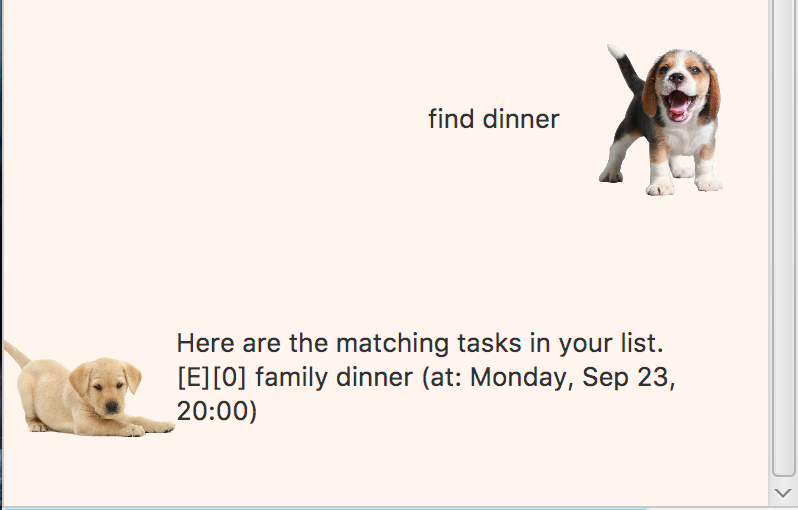 find dinner
Here are the matching tasks in your list.
[E][0] family dinner (at: Monday, Sep 23,
20:00)